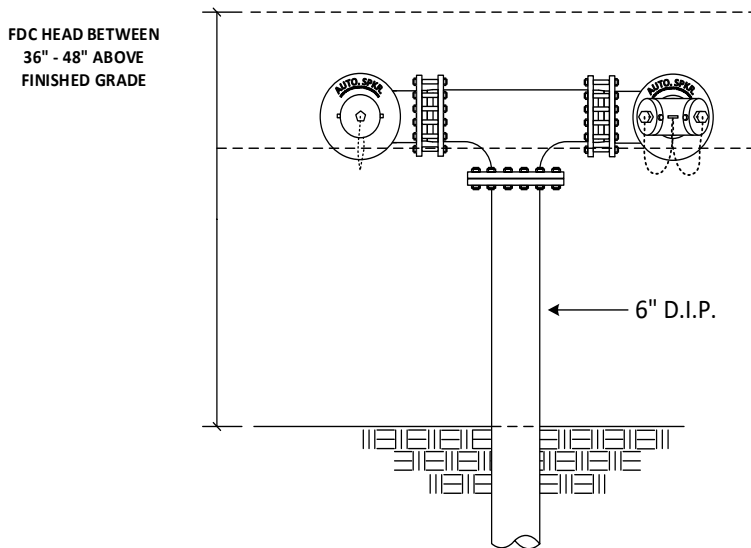 FDC HEAD BETWEEN
36" - 48" ABOVE
FINISHED GRADE
AUTO. SPKR.
AUTO. SPKR.
6" D.I.P.